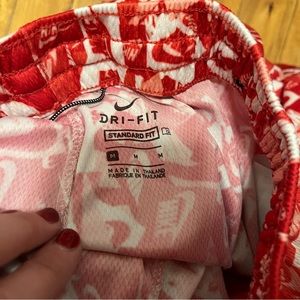 DRI-FIT
STANDARD FIT
M M M
MADE IN THAILAND
FABRIQUÉ EN THAÏLANDE